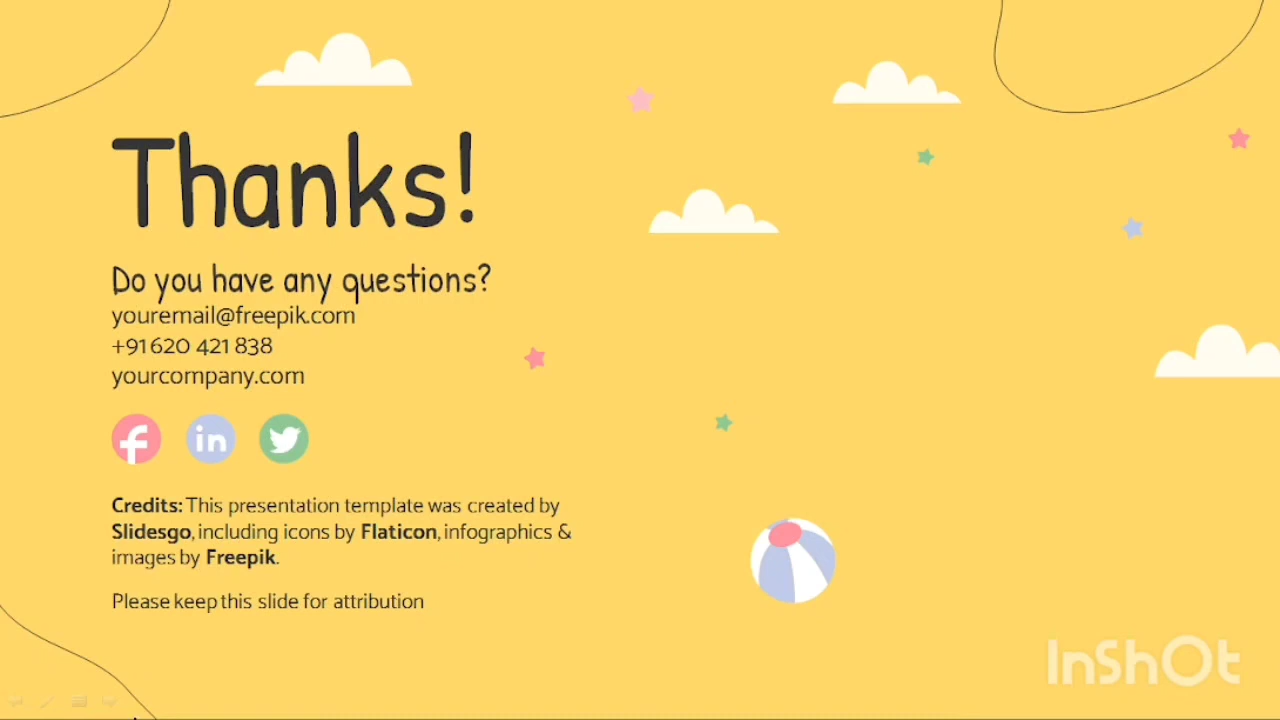 Thanks!
Do you have any questions?
youremail@freepik.com
+91 620 421 838
yourcompany.com
f in
Credits: This presentation template was created by
Slidesgo, including icons by Flaticon, infographics &
images by Freepik.
Please keep this slide for attribution
InShOt